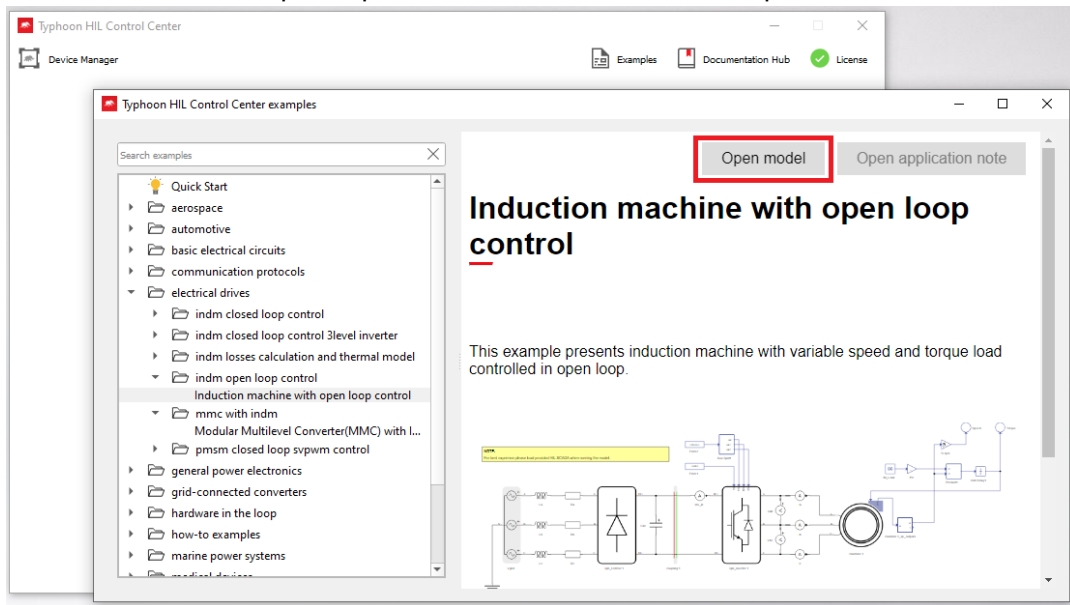 Typhoon HIL Control Center
Device Manager
Examples
Documentation Hub
License
Typhoon HIL Control Center examples
Search examples
Open model
Open application note
Quick Start
aerospace
automotive
basic electrical circuits
communication protocols
electrical drives
indm closed loop control
indm closed loop control 3level inverter
indm losses calculation and thermal model
indm open loop control
Induction machine with open loop control
mmc with indm
Modular Multilevel Converter(MMC) with I...
pmsm closed loop svpwm control
general power electronics
grid-connected converters
hardware in the loop
how-to examples
marine power systems
Induction machine with open loop
control
This example presents induction machine with variable speed and torque load
controlled in open loop.